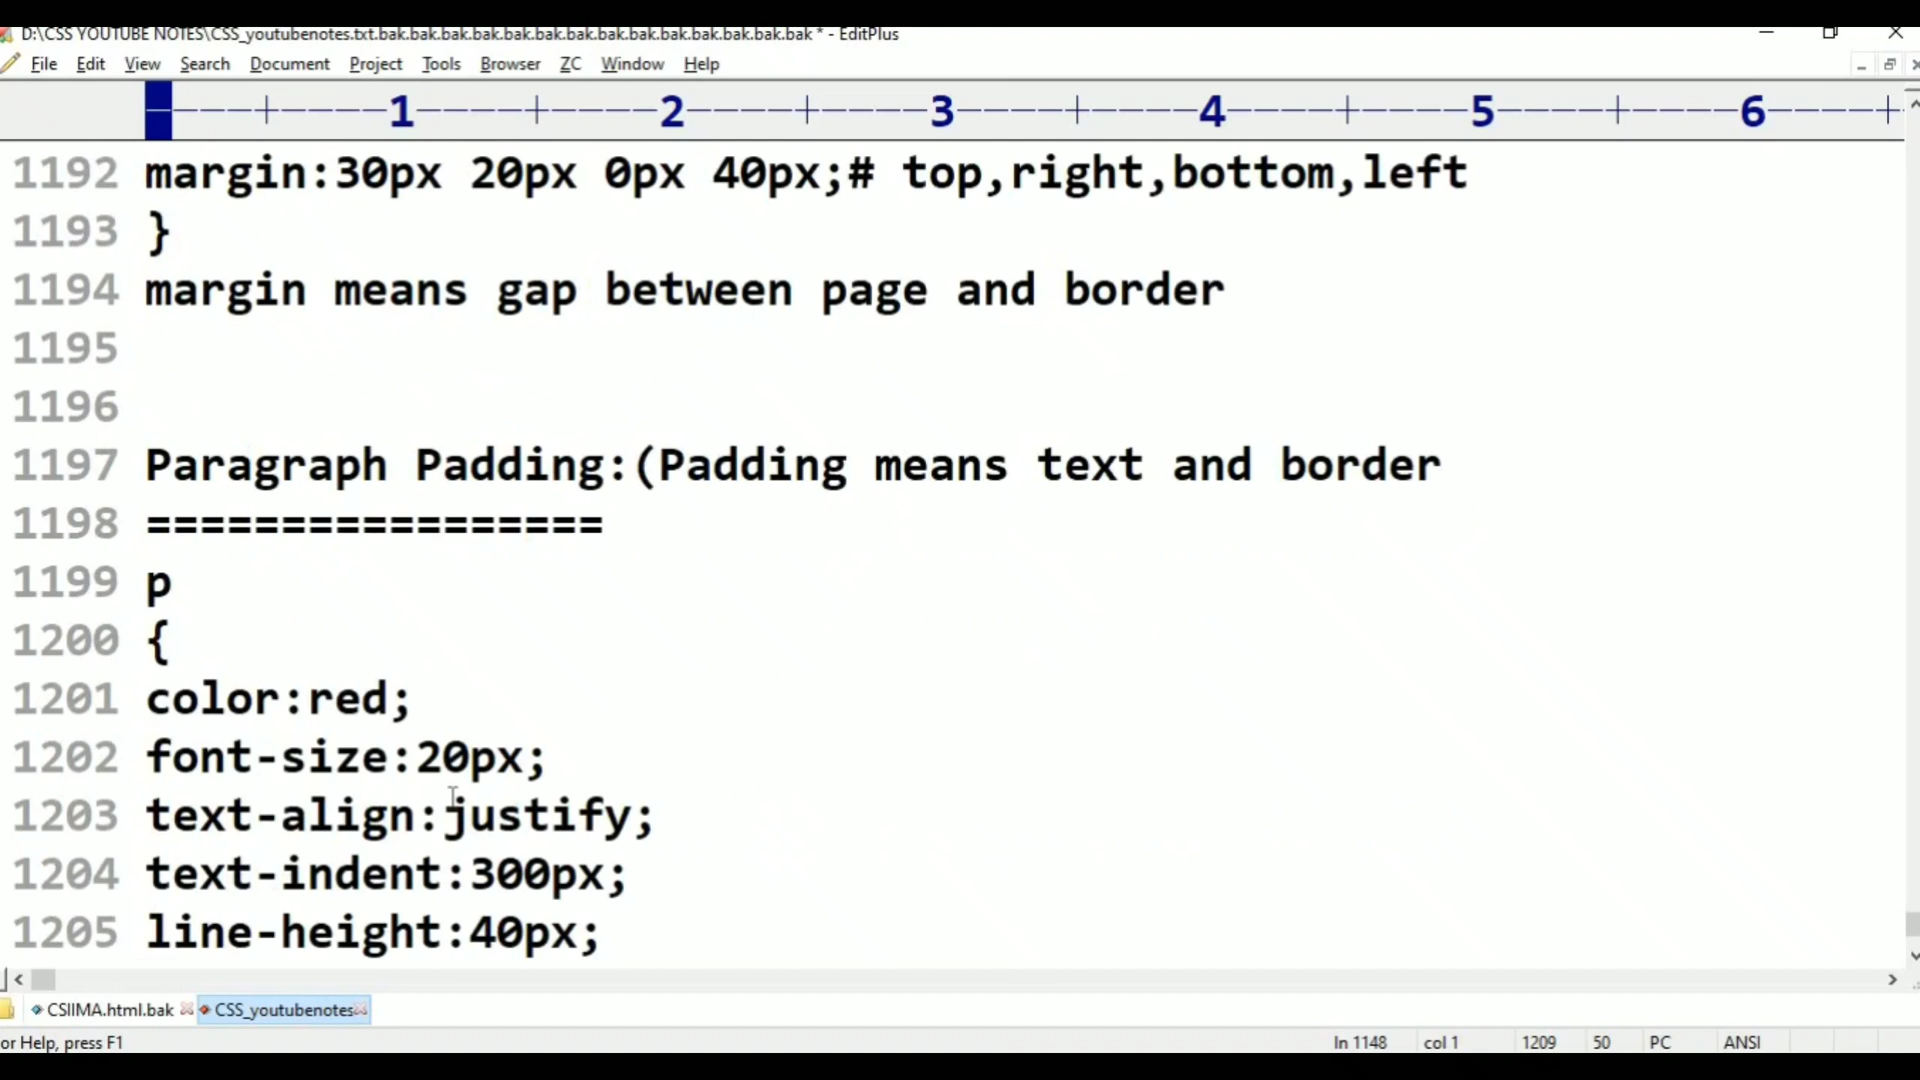 D:\CSS YOUTUBE NOTES\CSS_youtubenotes.txt.bak.bak.bak.bak.bak.bak.bak.bak.bak.bak.bak.bak.bak.bak * - EditPlus
File Edit View Search Document Project Tools Browser ZC Window Help
----+----1----+----2----+----3----+----4----+----5----+----6----+
1192 margin:30px 20px 0px 40px;# top,right,bottom,left
1193 }
1194 margin means gap between page and border
1195
1196
1197 Paragraph Padding:(Padding means text and border
1198 =================
1199 p
1200 {
1201 color:red;
1202 font-size:20px;
1203 text-align:justify;
1204 text-indent:300px;
1205 line-height:40px;
CSIIMA.html.bak CSS_youtubenotes
or Help, press F1 ln 1148 col 1 1209 50 PC ANSI